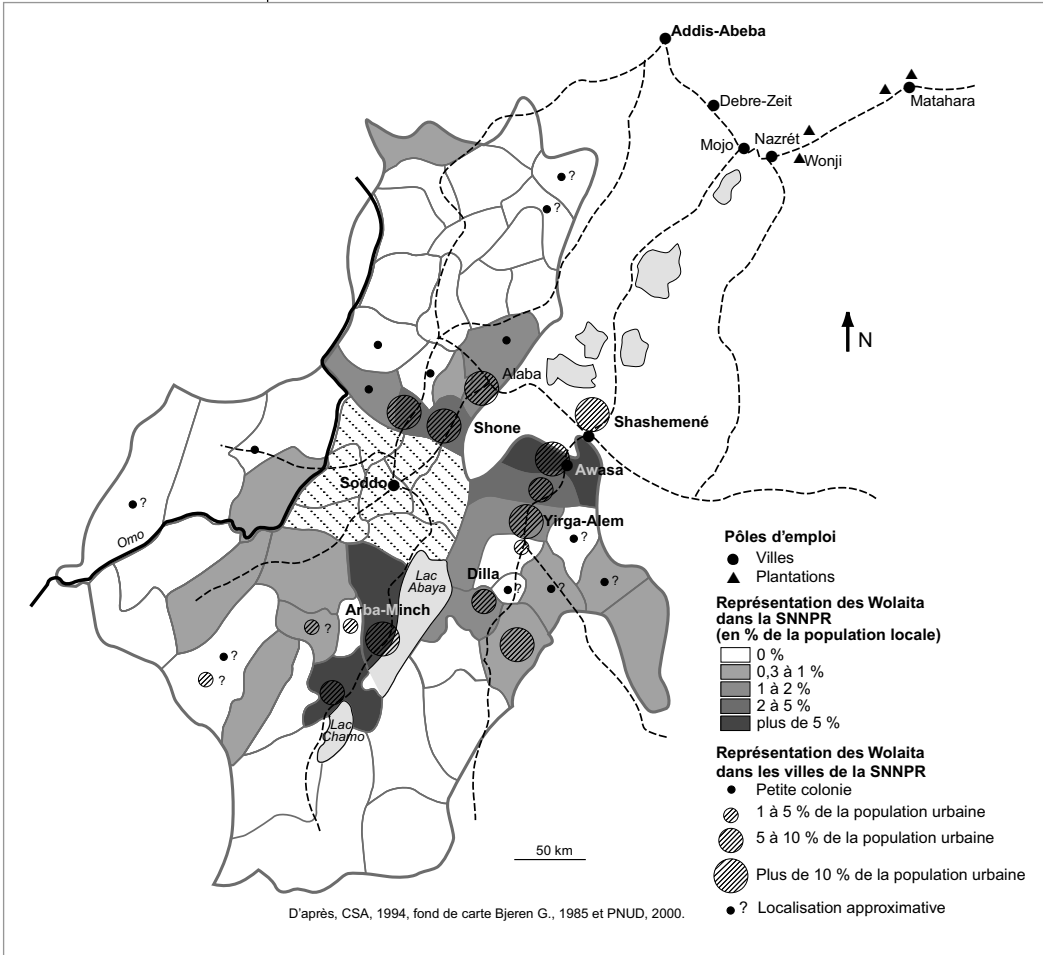 Addis-Abeba
Debre-Zeit
Matahara
Mojo
Nazrét
Wonji
?
?
N
Alaba
Shone
Shashemené
Soddo
Awasa
?
Omo
Yirga-Alem
?
Lac
Abaya
Dilla
?
?
?
Arba-Minch
?
?
?
Lac
Chamo
Pôles d'emploi
Villes
Plantations
Représentation des Wolaita
dans la SNNPR
(en % de la population locale)
0 %
0,3 à 1 %
1 à 2 %
2 à 5 %
plus de 5 %
Représentation des Wolaita
dans les villes de la SNNPR
Petite colonie
1 à 5 % de la population urbaine
5 à 10 % de la population urbaine
Plus de 10 % de la population urbaine
? Localisation approximative
50 km
D'après, CSA, 1994, fond de carte Bjeren G., 1985 et PNUD, 2000.